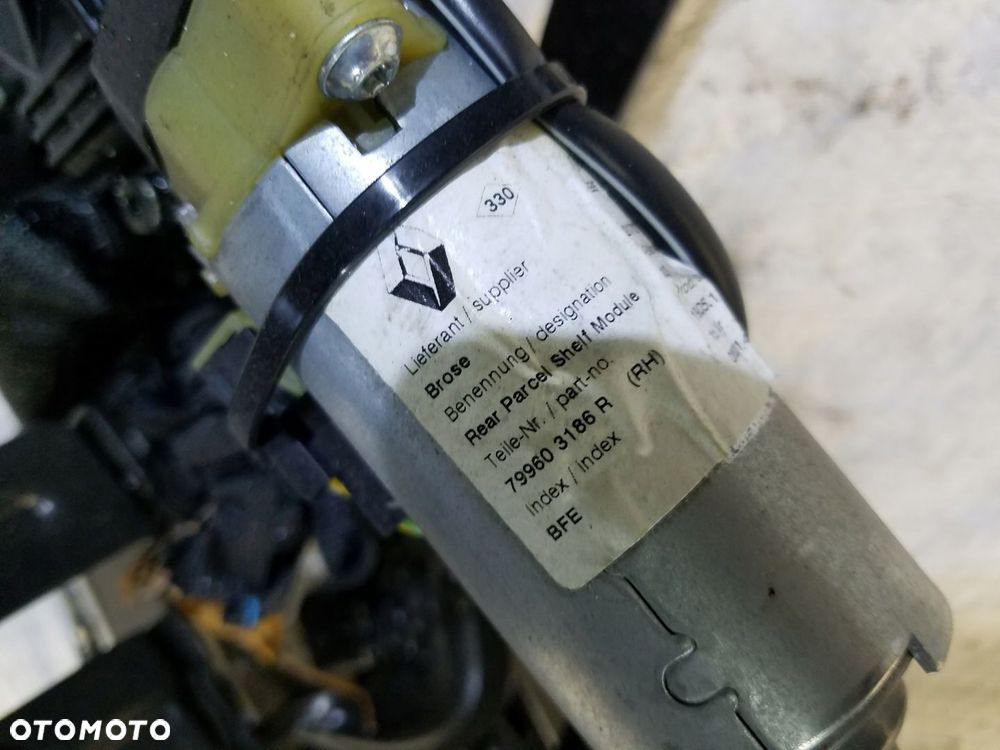 330
Lieferant / supplier
Brose
Benennung / designation
Rear Parcel Shelf Module
Teile-Nr. / part-no.
79960 3186 R (RH)
Index / index
BFE
OTOMOTO